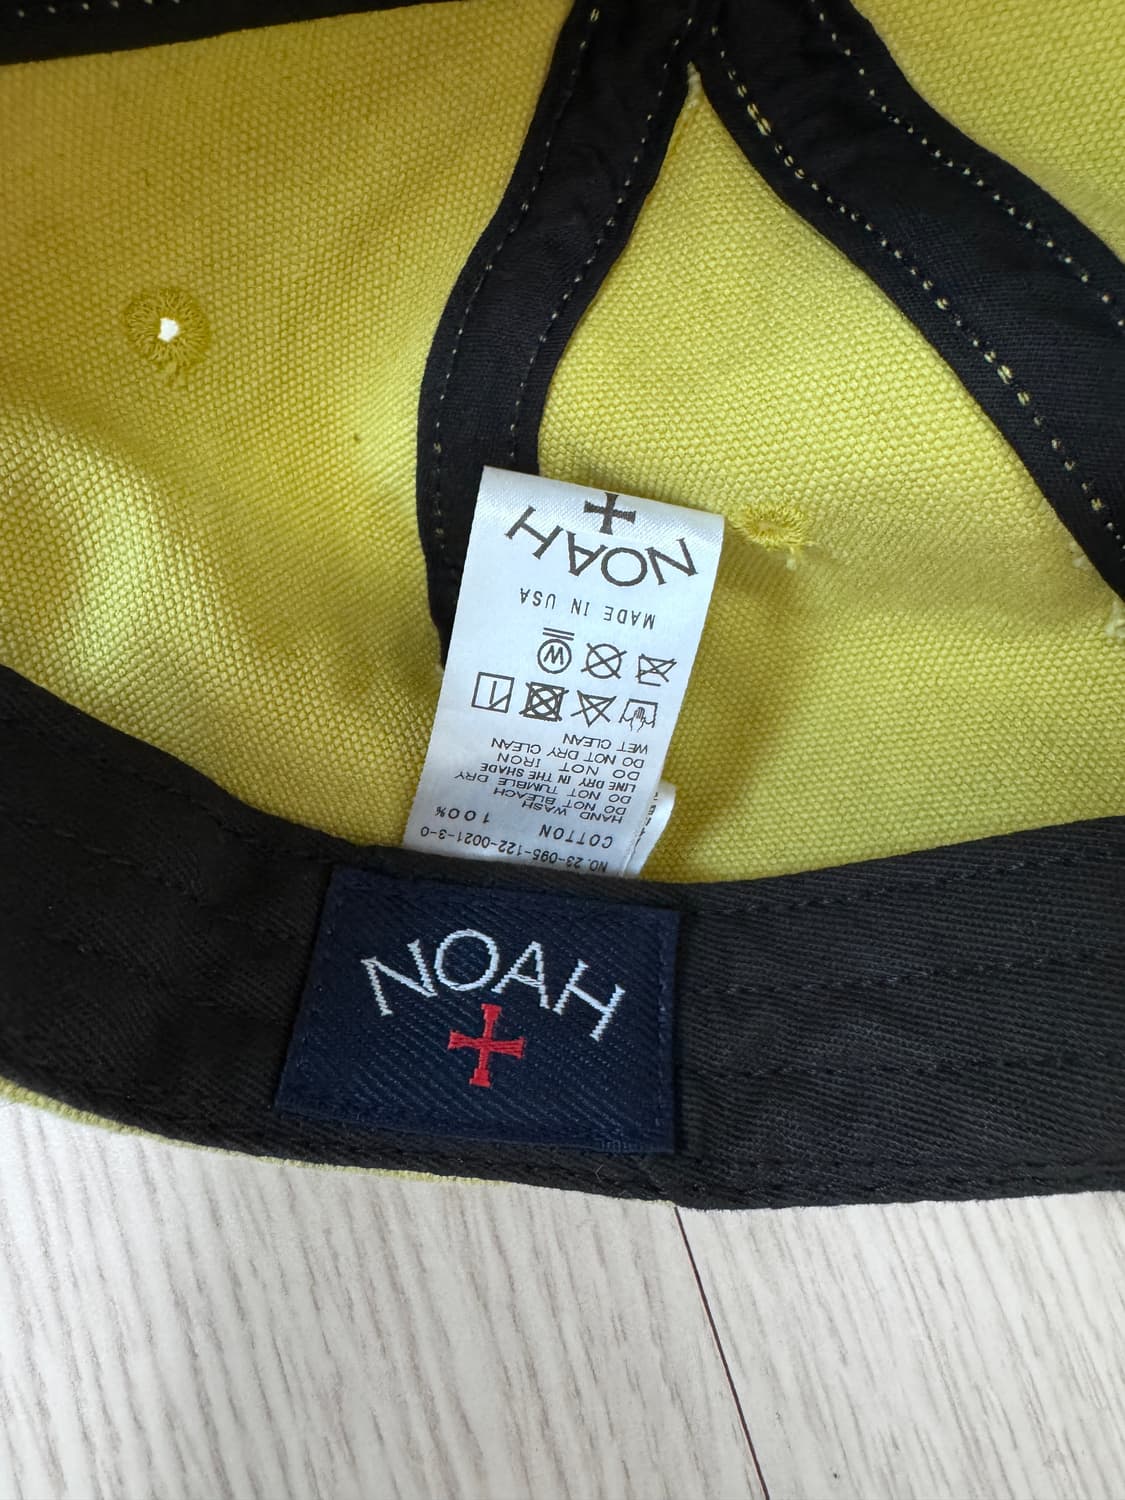 NOAH
MADE IN USA
W
HAND WASH
DO NOT BLEACH
DO NOT TUMBLE DRY
LINE DRY IN THE SHADE
DO NOT IRON
DO NOT DRY CLEAN
WET CLEAN
COTTON 100%
NO. 23-095-122-0021-3-0
NOAH